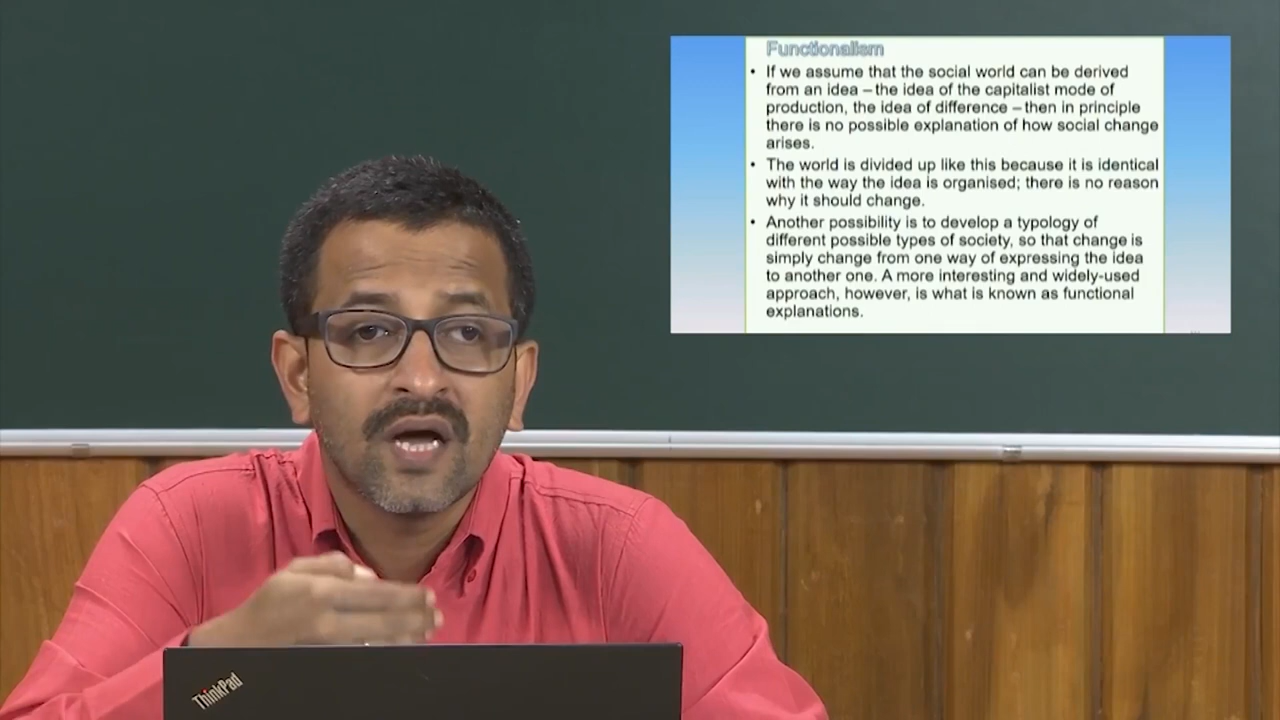 Functionalism
• If we assume that the social world can be derived
from an idea – the idea of the capitalist mode of
production, the idea of difference – then in principle
there is no possible explanation of how social change
arises.
• The world is divided up like this because it is identical
with the way the idea is organised; there is no reason
why it should change.
• Another possibility is to develop a typology of
different possible types of society, so that change is
simply change from one way of expressing the idea
to another one. A more interesting and widely-used
approach, however, is what is known as functional
explanations.
ThinkPad